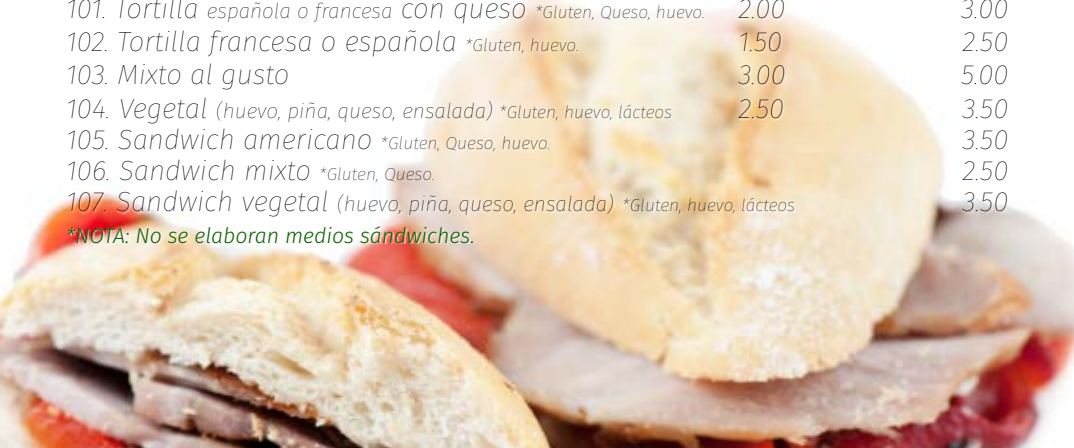 101. Tortilla española o francesa con queso *Gluten, Queso, huevo. 2.00 3.00
102. Tortilla francesa o española *Gluten, huevo. 1.50 2.50
103. Mixto al gusto 3.00 5.00
104. Vegetal (huevo, piña, queso, ensalada) *Gluten, huevo, lácteos 2.50 3.50
105. Sandwich americano *Gluten, Queso, huevo. 3.50
106. Sandwich mixto *Gluten, Queso. 2.50
107. Sandwich vegetal (huevo, piña, queso, ensalada) *Gluten, huevo, lácteos 3.50
*NOTA: No se elaboran medios sándwiches.